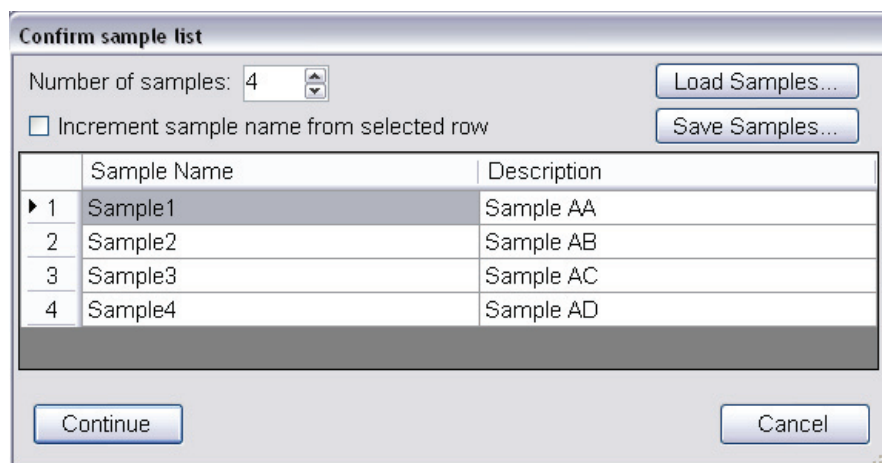 Confirm sample list
Number of samples: 4
Load Samples...
Increment sample name from selected row
Save Samples...
Sample Name Description
1 Sample1 Sample AA
2 Sample2 Sample AB
3 Sample3 Sample AC
4 Sample4 Sample AD
Continue Cancel